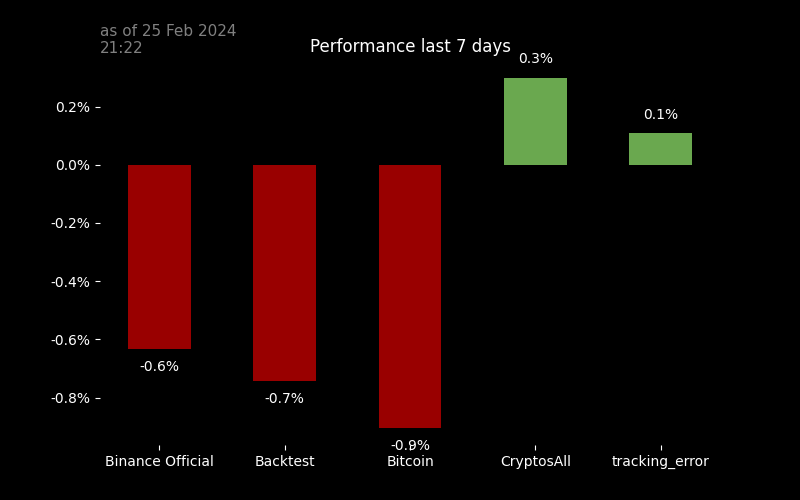 as of 25 Feb 2024
21:22
Performance last 7 days
0.3%
0.2%
0.1%
0.0%
-0.2%
-0.4%
-0.6%
-0.6%
-0.7%
-0.8%
-0.9%
Binance Official
Backtest
Bitcoin
CryptosAll
tracking_error